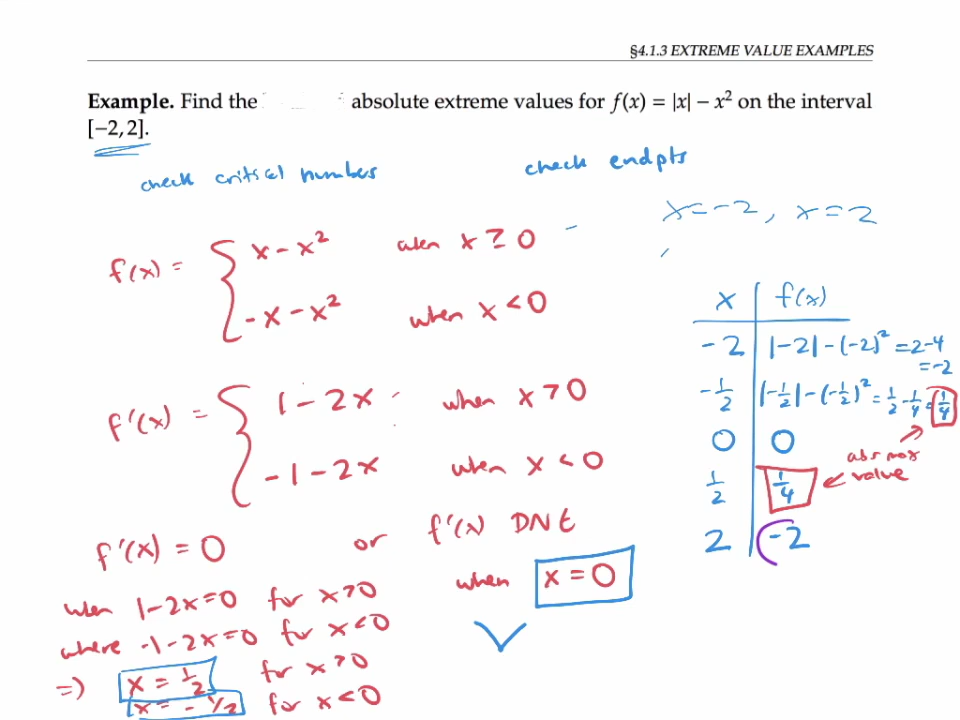 §4.1.3 EXTREME VALUE EXAMPLES
Example. Find the absolute extreme values for f(x) = |x| − x² on the interval
[−2, 2].
check critical numbers
check endpts
x=-2, x=2
f(x) = { x - x² when x ≥ 0
-x - x² when x < 0
f'(x) = { 1 - 2x when x > 0
-1 - 2x when x < 0
f'(x) = 0 or f'(x) DNE
when x = 0
when 1-2x=0 for x>0
where -1-2x=0 for x<0
=> x = 1/2 for x>0
x = - 1/2 for x<0
x | f(x)
-2 | |-2| - (-2)² = 2-4
= -2
-1/2 | |-1/2| - (-1/2)² = 1/2 - 1/4 = 1/4
0 | 0
abs max
value
1/2 | 1/4
2 | -2